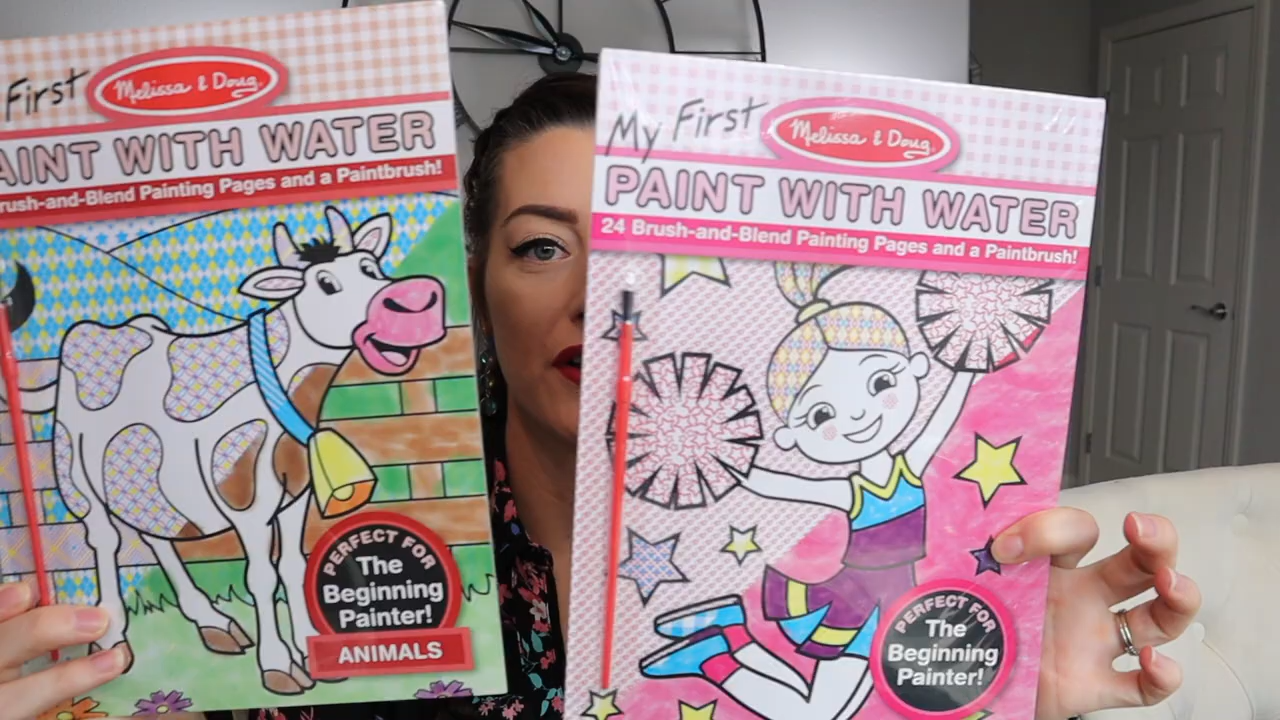 First
Melissa & Doug
AINT WITH WATER
rush-and-Blend Painting Pages and a Paintbrush!
PERFECT FOR
The
Beginning
Painter!
ANIMALS
My First
Melissa & Doug
PAINT WITH WATER
24 Brush-and-Blend Painting Pages and a Paintbrush!
PERFECT FOR
The
Beginning
Painter!